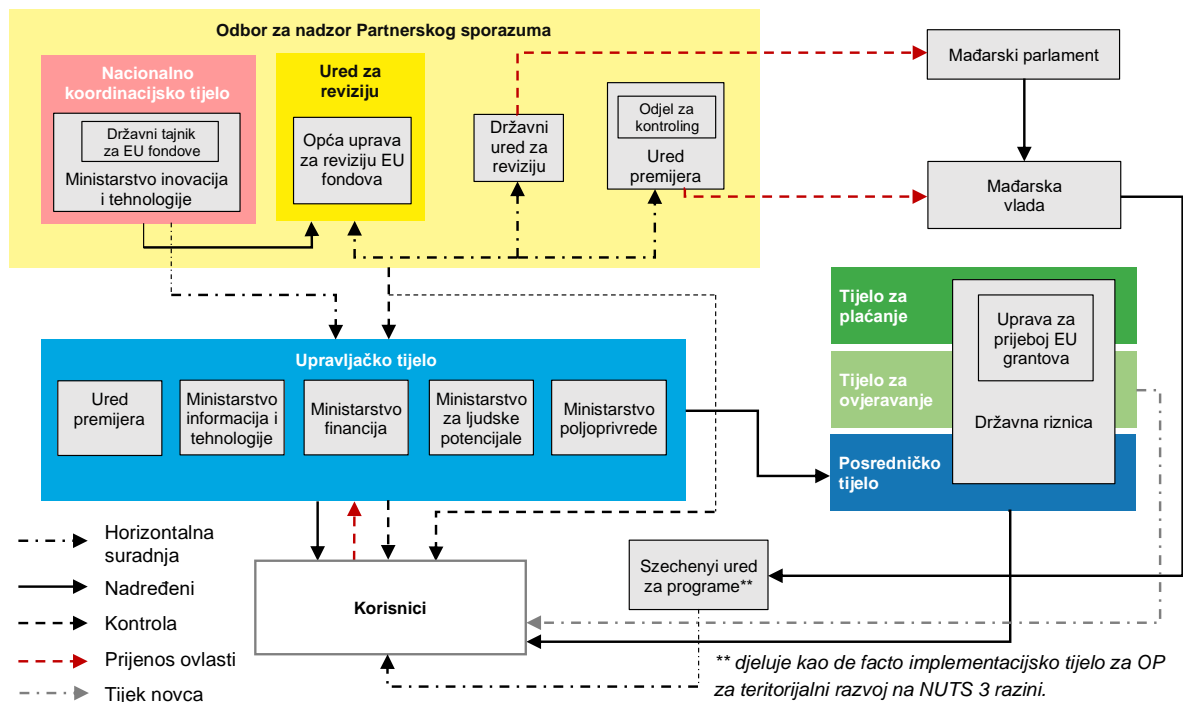 Odbor za nadzor Partnerskog sporazuma
Nacionalno
koordinacijsko tijelo
Državni tajnik
za EU fondove
Ministarstvo inovacija
i tehnologije
Ured za
reviziju
Opća uprava
za reviziju EU
fondova
Državni
ured za
reviziju
Odjel za
kontroling
Ured
premijera
Mađarski parlament
Mađarska
vlada
Tijelo za
plaćanje
Tijelo za
ovjeravanje
Posredničko
tijelo
Uprava za
prijeboj EU
grantova
Državna riznica
Upravljačko tijelo
Ured
premijera
Ministarstvo
informacija i
tehnologije
Ministarstvo
financija
Ministarstvo
za ljudske
potencijale
Ministarstvo
poljoprivrede
Horizontalna
suradnja
Nadređeni
Kontrola
Prijenos ovlasti
Tijek novca
Korisnici
Szechenyi ured
za programe**
** djeluje kao de facto implementacijsko tijelo za OP
za teritorijalni razvoj na NUTS 3 razini.